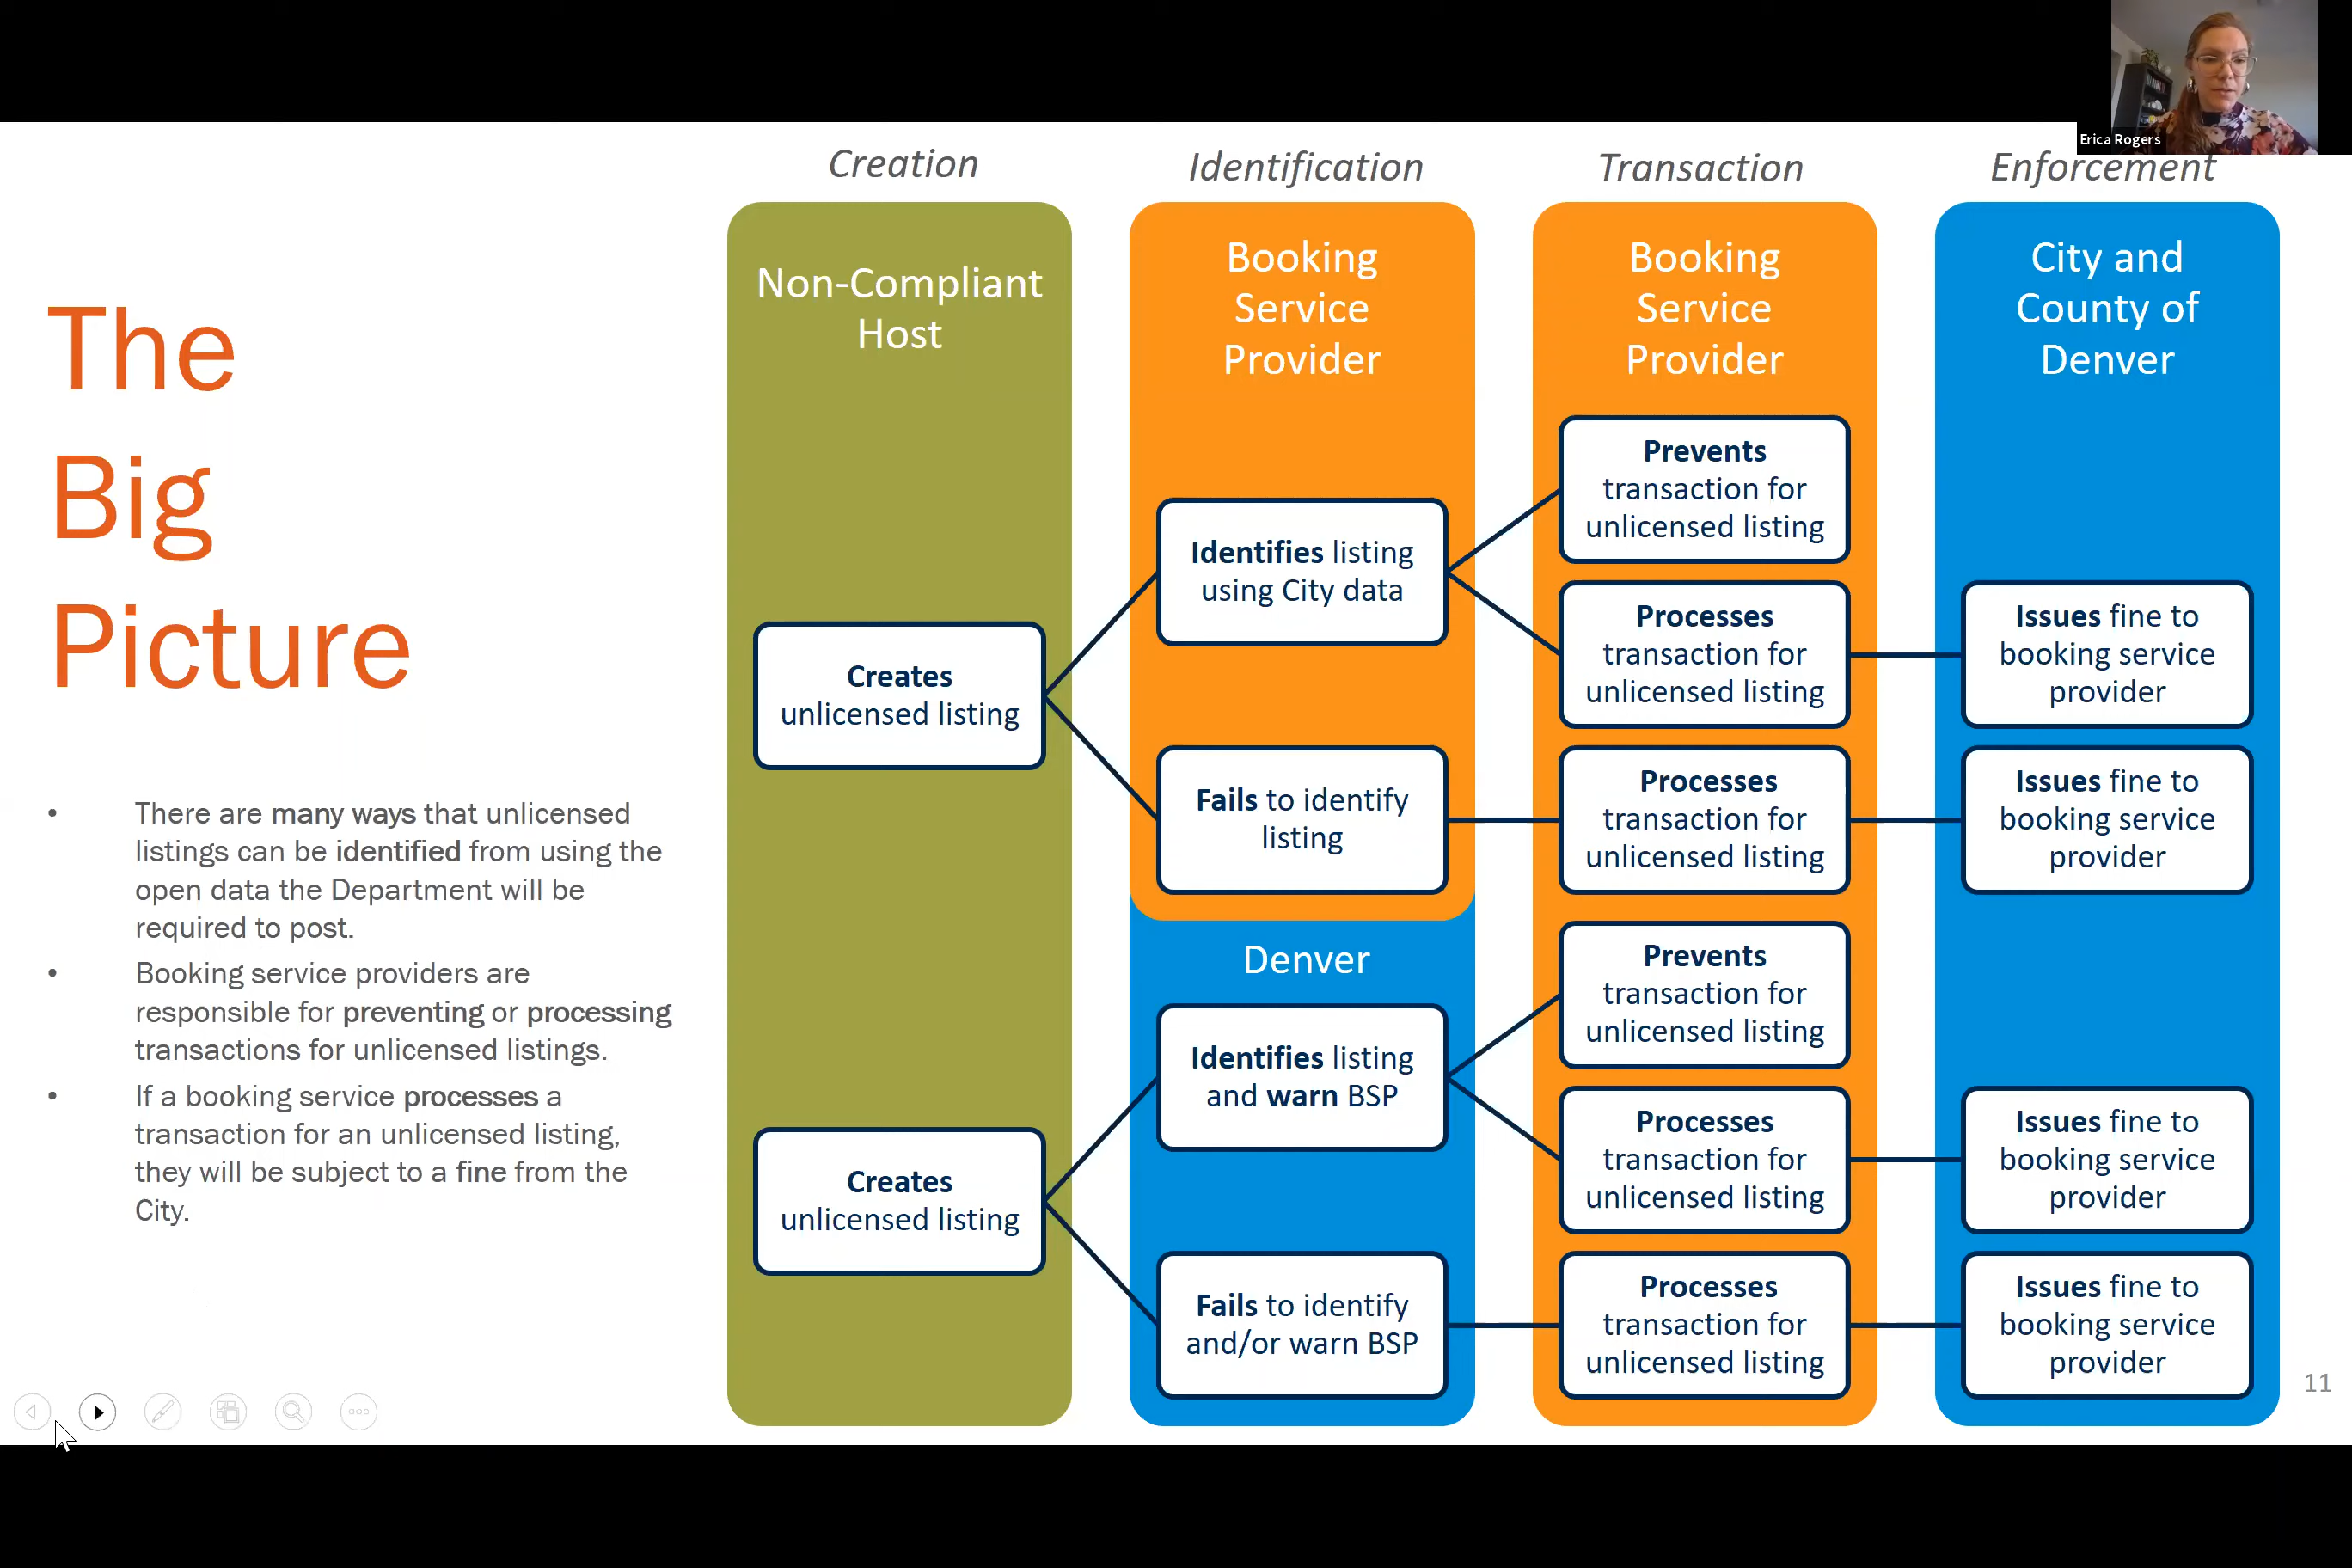 Erica Rogers
The
Big
Picture
• There are many ways that unlicensed
listings can be identified from using the
open data the Department will be
required to post.
• Booking service providers are
responsible for preventing or processing
transactions for unlicensed listings.
• If a booking service processes a
transaction for an unlicensed listing,
they will be subject to a fine from the
City.
Creation
Non-Compliant
Host
Creates
unlicensed listing
Creates
unlicensed listing
Identification
Booking
Service
Provider
Identifies listing
using City data
Fails to identify
listing
Denver
Identifies listing
and warn BSP
Fails to identify
and/or warn BSP
Transaction
Booking
Service
Provider
Prevents
transaction for
unlicensed listing
Processes
transaction for
unlicensed listing
Processes
transaction for
unlicensed listing
Prevents
transaction for
unlicensed listing
Processes
transaction for
unlicensed listing
Processes
transaction for
unlicensed listing
Enforcement
City and
County of
Denver
Issues fine to
booking service
provider
Issues fine to
booking service
provider
Issues fine to
booking service
provider
Issues fine to
booking service
provider
11